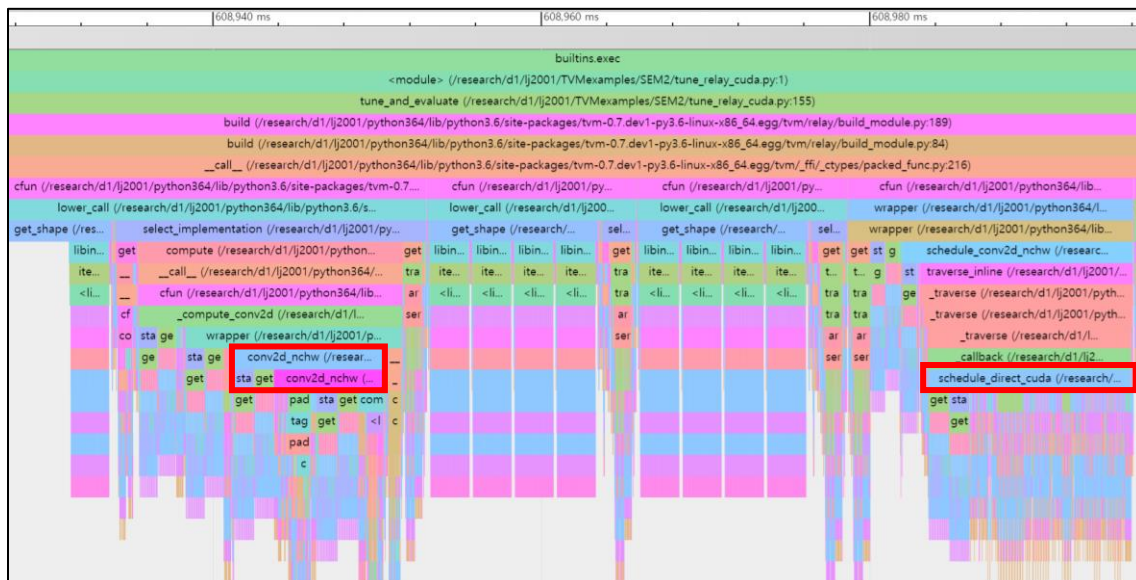 608,940 ms 608,960 ms 608,980 ms
builtins.exec
<module> (/research/d1/lj2001/TVMexamples/SEM2/tune_relay_cuda.py:1)
tune_and_evaluate (/research/d1/lj2001/TVMexamples/SEM2/tune_relay_cuda.py:155)
build (/research/d1/lj2001/python364/lib/python3.6/site-packages/tvm-0.7.dev1-py3.6-linux-x86_64.egg/tvm/relay/build_module.py:189)
build (/research/d1/lj2001/python364/lib/python3.6/site-packages/tvm-0.7.dev1-py3.6-linux-x86_64.egg/tvm/relay/build_module.py:84)
__call__ (/research/d1/lj2001/python364/lib/python3.6/site-packages/tvm-0.7.dev1-py3.6-linux-x86_64.egg/tvm/_ffi/_ctypes/packed_func.py:216)
cfun (/research/d1/lj2001/python364/lib/python3.6/site-packages/tvm-0.7.... cfun (/research/d1/lj2001/py... cfun (/research/d1/lj2001/py... cfun (/research/d1/lj2001/python364/lib...
lower_call (/research/d1/lj2001/python364/lib/python3.6/s... lower_call (/research/d1/lj200... lower_call (/research/d1/lj200... wrapper (/research/d1/lj2001/python364/l...
get_shape (/res... select_implementation (/research/d1/lj2001/py... get_shape (/research/... sel... get_shape (/research/... sel... wrapper (/research/d1/lj2001/python364/lib...
libin... get compute (/research/d1/lj2001/python... get libin... libin... libin... libin... get libin... libin... libin... libin... get get st g schedule_conv2d_nchw (/researc...
ite... __ __call__ (/research/d1/lj2001/python364/... tra ite... ite... ite... ite... tra ite... ite... ite... ite... t... t... g st traverse_inline (/research/d1/lj2001/...
<li... __ cfun (/research/d1/lj2001/python364/lib... ar <li... <li... <li... <li... tra <li... <li... <li... <li... tra tra ge _traverse (/research/d1/lj2001/pyth...
cf _compute_conv2d (/research/d1/l... ser ar tra tra _traverse (/research/d1/lj2001/pyth...
co sta ge wrapper (/research/d1/lj2001/p... ser ar ar _traverse (/research/d1/l...
ge sta ge conv2d_nchw (/resear... __ ser ser _callback (/research/d1/lj2...
get sta get conv2d_nchw (... _ schedule_direct_cuda (/research/...
get pad sta get com c get sta
tag get <l c get
pad
c